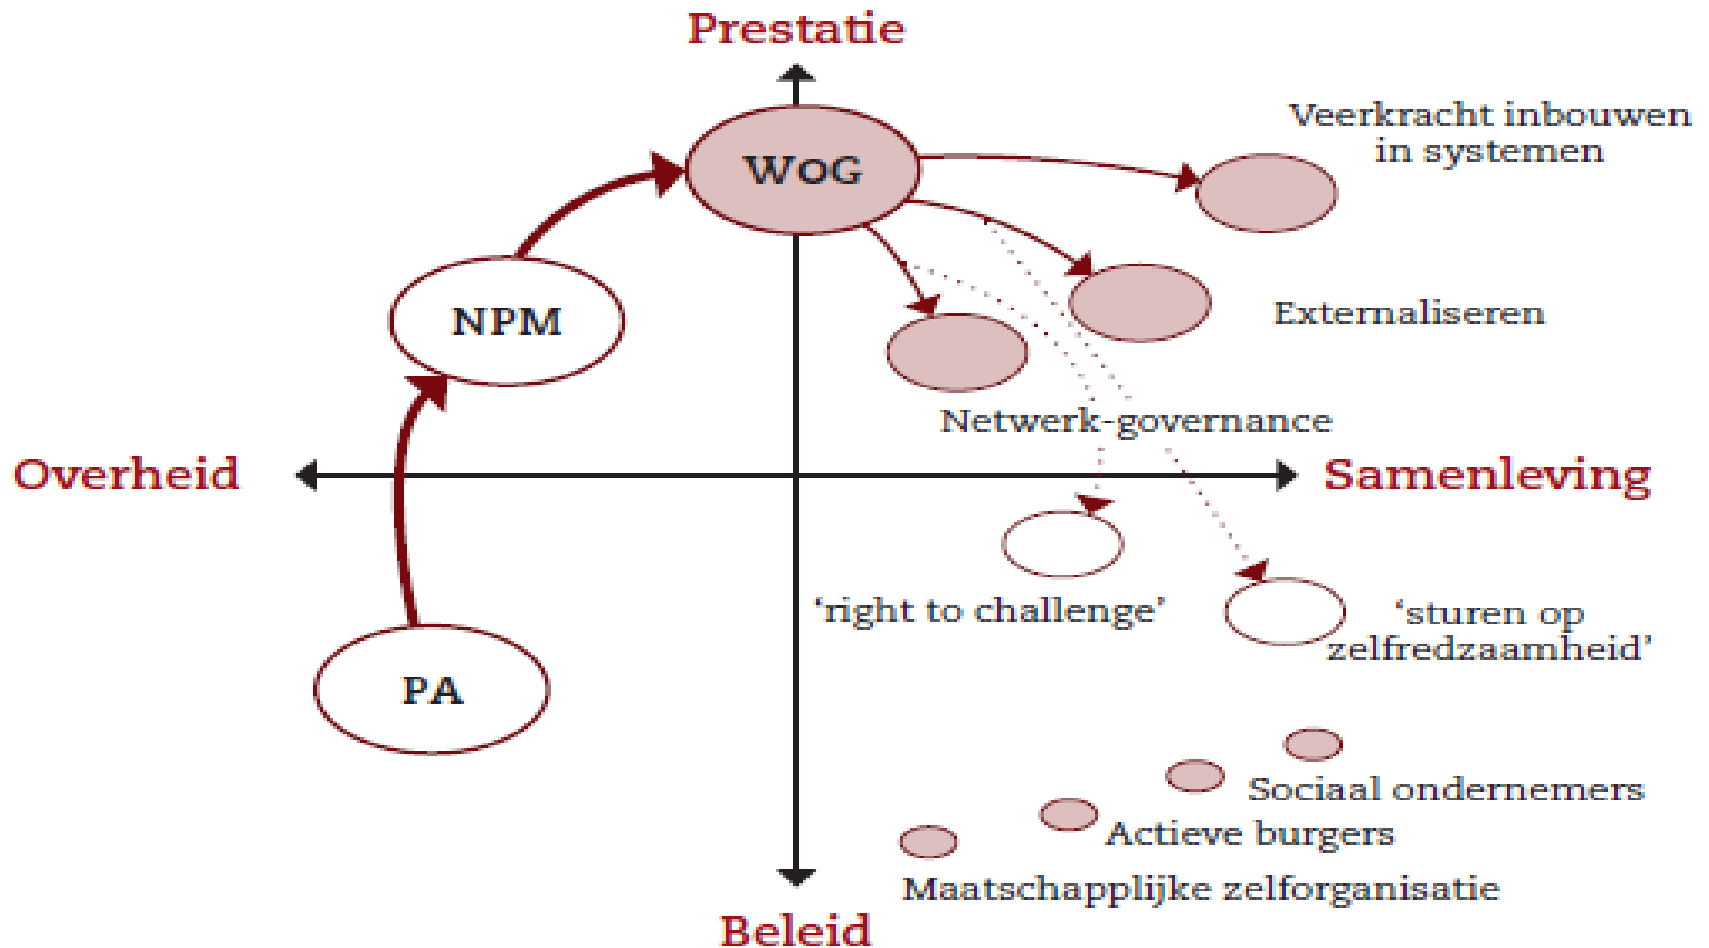 Prestatie
Veerkracht inbouwen
in systemen
WOG
NPM
Externaliseren
Netwerk-governance
Overheid
Samenleving
‘right to challenge’
‘sturen op
zelfredzaamheid’
PA
Sociaal ondernemers
Actieve burgers
Maatschapplijke zelforganisatie
Beleid